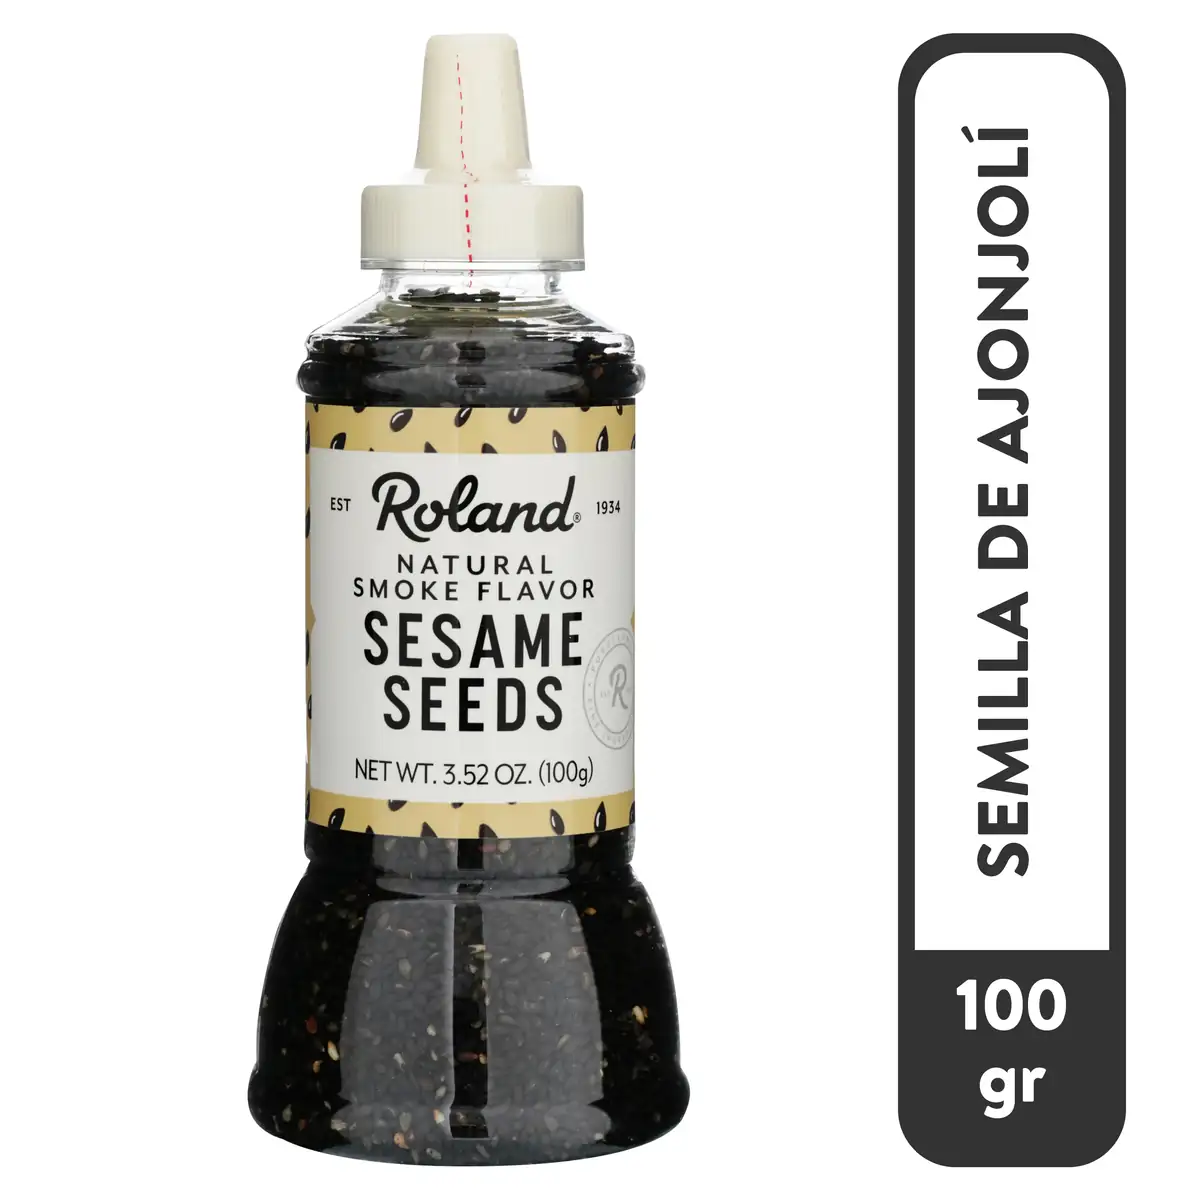 EST Roland® 1934
NATURAL
SMOKE FLAVOR
SESAME
SEEDS
R
NET WT. 3.52 OZ. (100g)
SEMILLA DE AJONJOLÍ
100
gr